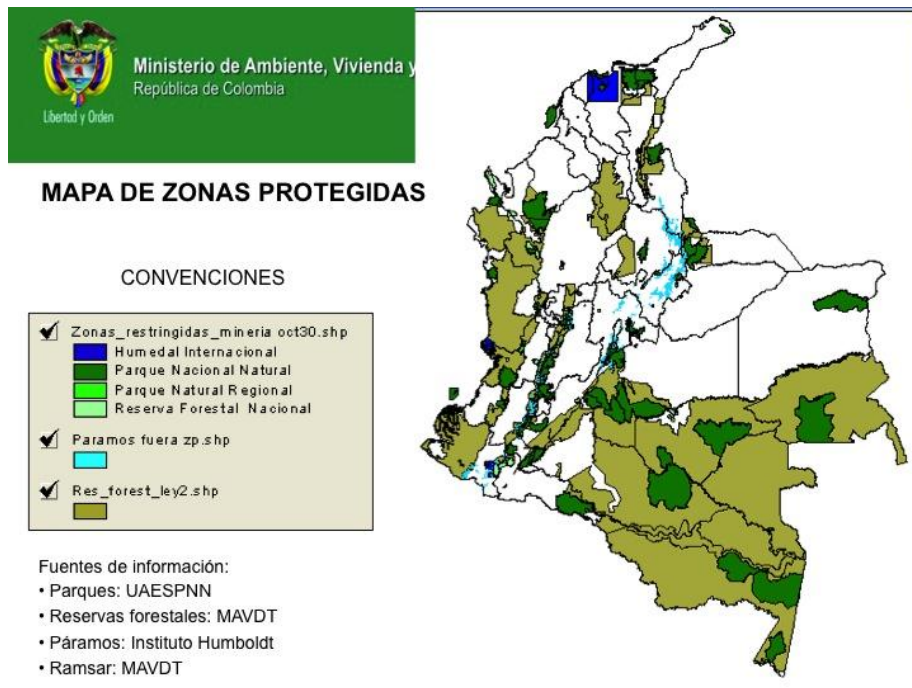 Ministerio de Ambiente, Vivienda y
República de Colombia
Libertad y Orden
MAPA DE ZONAS PROTEGIDAS
CONVENCIONES
Zonas_restringidas_mineria oct30.shp
Humedal Internacional
Parque Nacional Natural
Parque Natural Regional
Reserva Forestal Nacional
Paramos fuera zp.shp
Res_forest_ley2.shp
Fuentes de información:
• Parques: UAESPNN
• Reservas forestales: MAVDT
• Páramos: Instituto Humboldt
• Ramsar: MAVDT